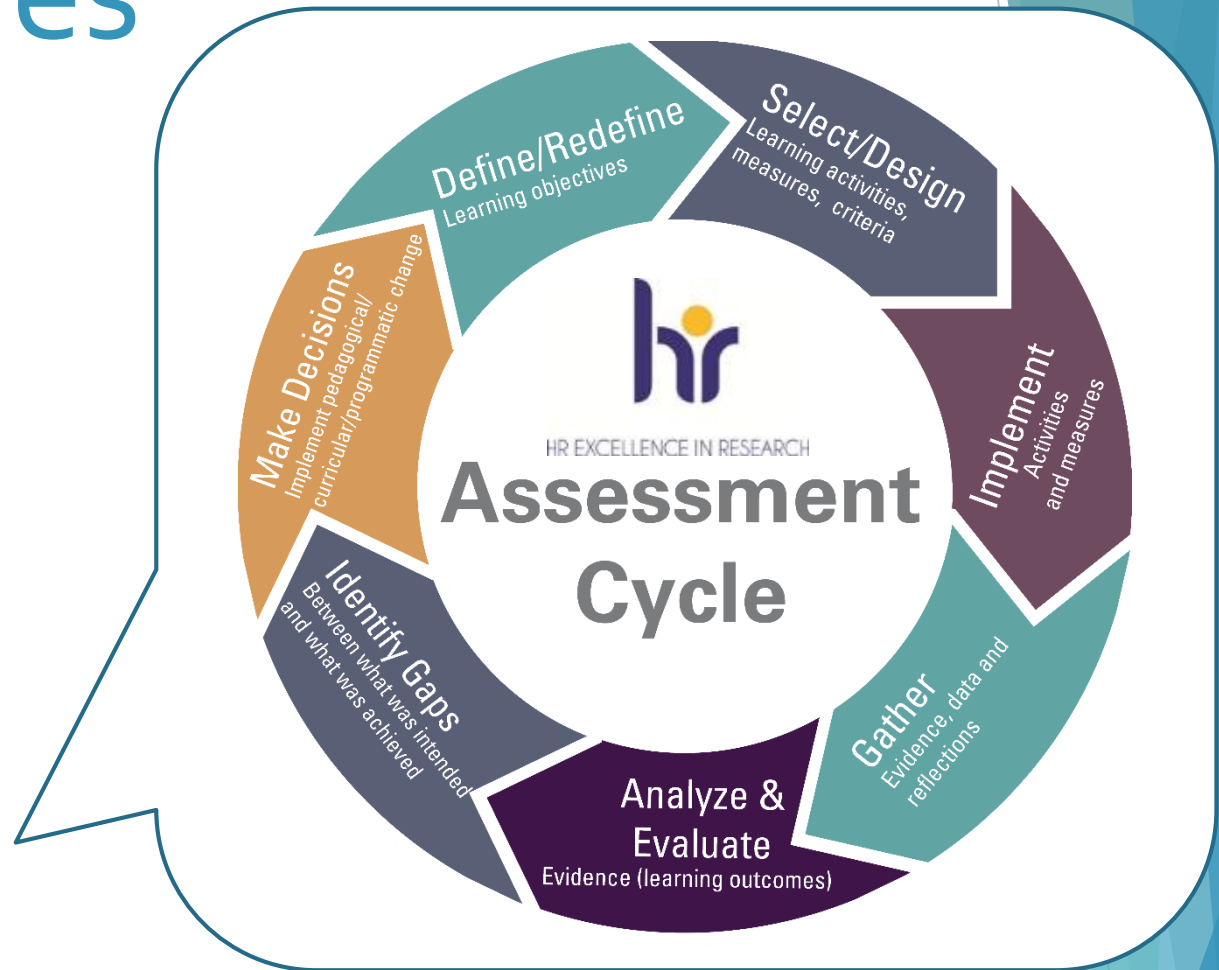 es
Define/Redefine
Learning objectives
Select/Design
Learning activities,
measures, criteria
Implement
Activities
and measures
Gather
Evidence, data and
reflections
Analyze &
Evaluate
Evidence (learning outcomes)
Identify Gaps
Between what was intended
and what was achieved
Make Decisions
Implement pedagogical/
curricular/programmatic change
hr
HR EXCELLENCE IN RESEARCH
Assessment
Cycle